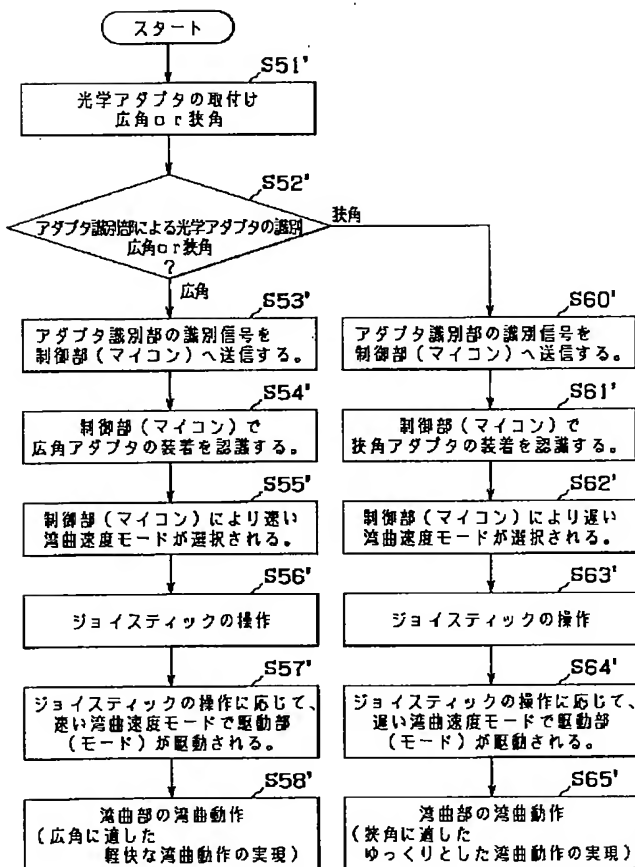 スタート
S51'
光学アダプタの取付け
広角or狭角
S52'
アダプタ識別部による光学アダプタの識別
広角or狭角
?
狭角
広角
S53'
アダプタ識別部の識別信号を
制御部(マイコン)へ送信する。
S54'
制御部(マイコン)で
広角アダプタの装着を認識する。
S55'
制御部(マイコン)により速い
湾曲速度モードが選択される。
S56'
ジョイスティックの操作
S57'
ジョイスティックの操作に応じて、
速い湾曲速度モードで駆動部
(モード)が駆動される。
S58'
湾曲部の湾曲動作
(広角に適した
軽快な湾曲動作の実現)
S60'
アダプタ識別部の識別信号を
制御部(マイコン)へ送信する。
S61'
制御部(マイコン)で
狭角アダプタの装着を認識する。
S62'
制御部(マイコン)により遅い
湾曲速度モードが選択される。
S63'
ジョイスティックの操作
S64'
ジョイスティックの操作に応じて、
遅い湾曲速度モードで駆動部
(モード)が駆動される。
S65'
湾曲部の湾曲動作
(狭角に適した
ゆっくりとした湾曲動作の実現)